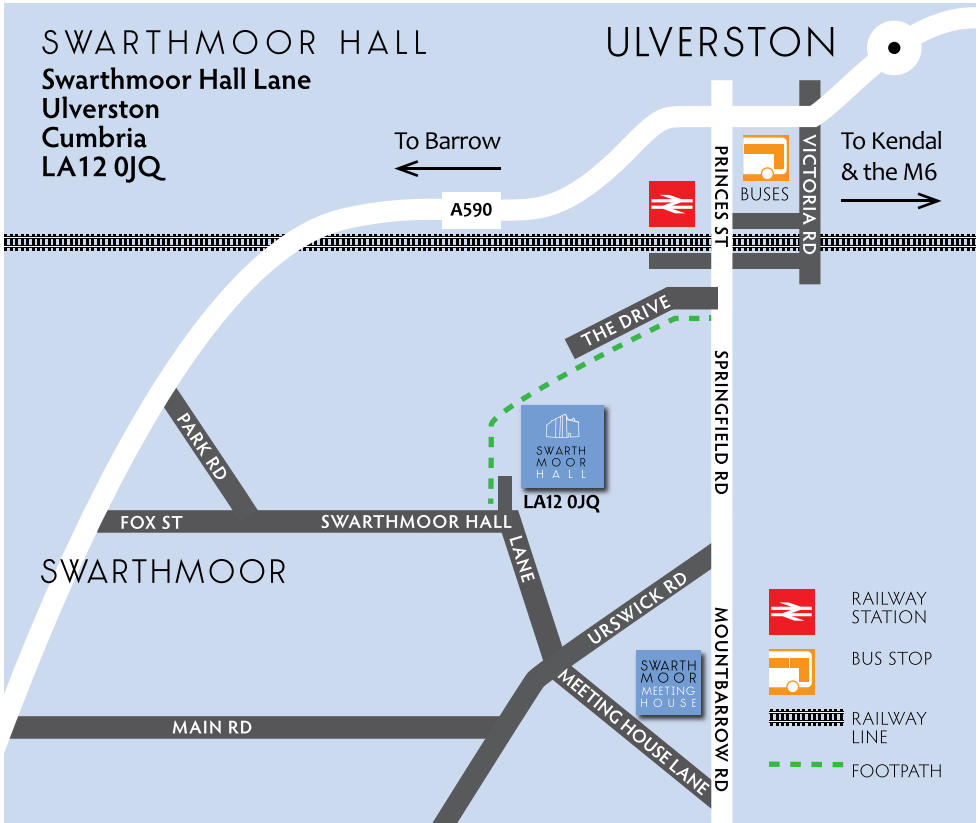 SWARTHMOOR HALL
Swarthmoor Hall Lane
Ulverston
Cumbria
LA12 0JQ
ULVERSTON
To Barrow
A590
PRINCES ST
BUSES
VICTORIA RD
To Kendal
& the M6
THE DRIVE
SPRINGFIELD RD
PARK RD
SWARTH
MOOR
HALL
LA12 0JQ
FOX ST
SWARTHMOOR HALL
LANE
SWARTHMOOR
URSWICK RD
SWARTH
MOOR
MEETING
HOUSE
MEETING HOUSE LANE
MOUNTBARROW RD
MAIN RD
RAILWAY
STATION
BUS STOP
RAILWAY
LINE
FOOTPATH